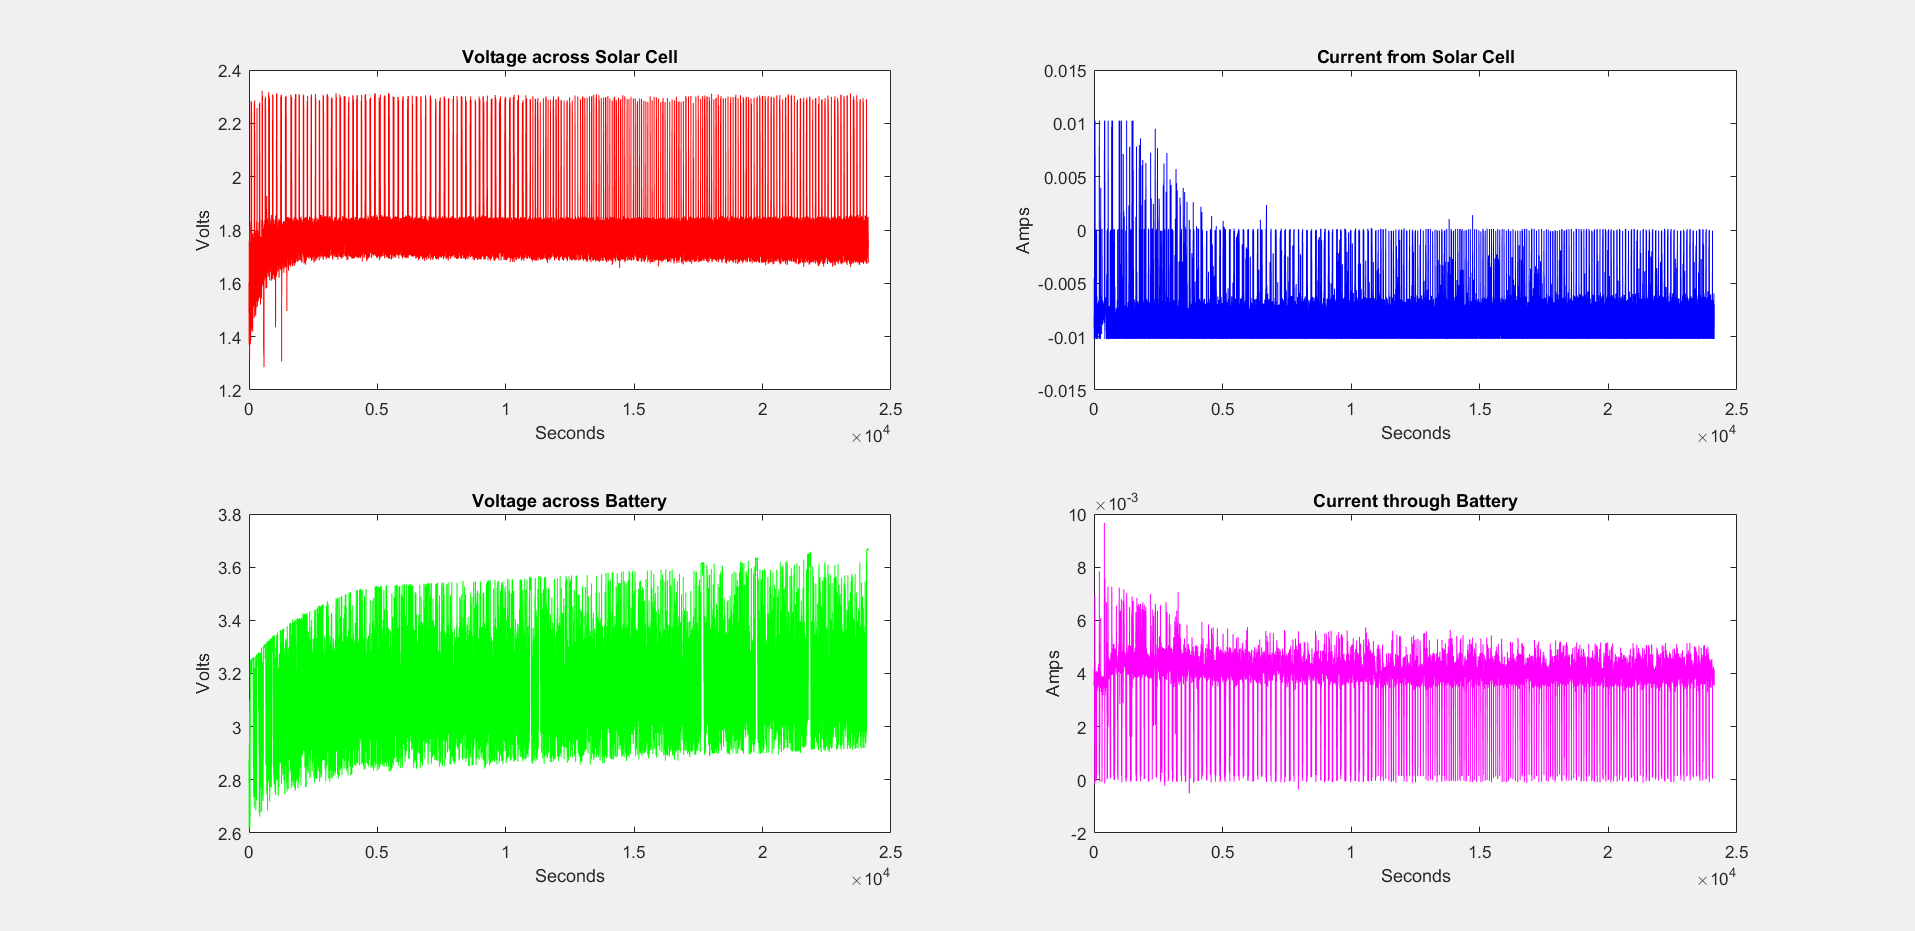 Voltage across Solar Cell
2.4
2.2
2
1.8
1.6
1.4
1.2
Volts
0 0.5 1 1.5 2 2.5
Seconds
×10^4
Current from Solar Cell
0.015
0.01
0.005
0
-0.005
-0.01
-0.015
Amps
0 0.5 1 1.5 2 2.5
Seconds
×10^4
Voltage across Battery
3.8
3.6
3.4
3.2
3
2.8
2.6
Volts
0 0.5 1 1.5 2 2.5
Seconds
×10^4
Current through Battery
×10^-3
10
8
6
4
2
0
-2
Amps
0 0.5 1 1.5 2 2.5
Seconds
×10^4